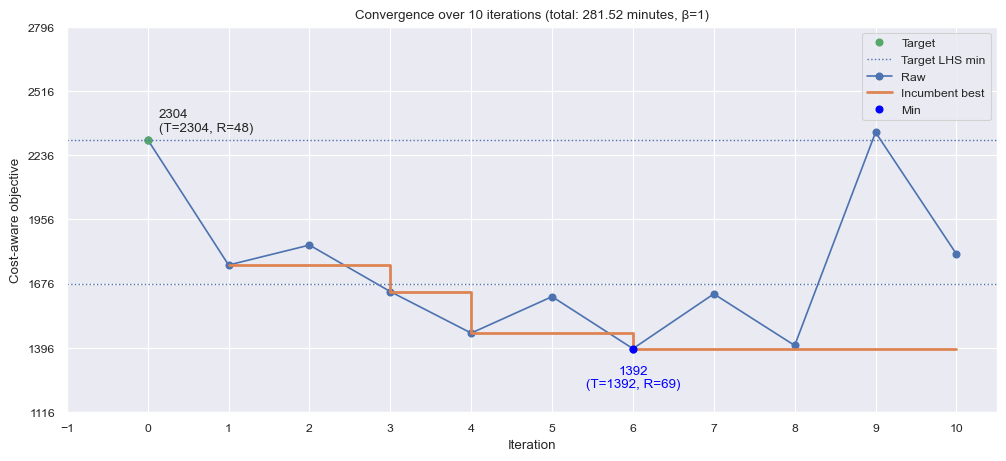 Convergence over 10 iterations (total: 281.52 minutes, β=1)
Cost-aware objective
2796
2516
2236
1956
1676
1396
1116
2304
(T=2304, R=48)
Target
Target LHS min
Raw
Incumbent best
Min
1392
(T=1392, R=69)
−1 0 1 2 3 4 5 6 7 8 9 10
Iteration